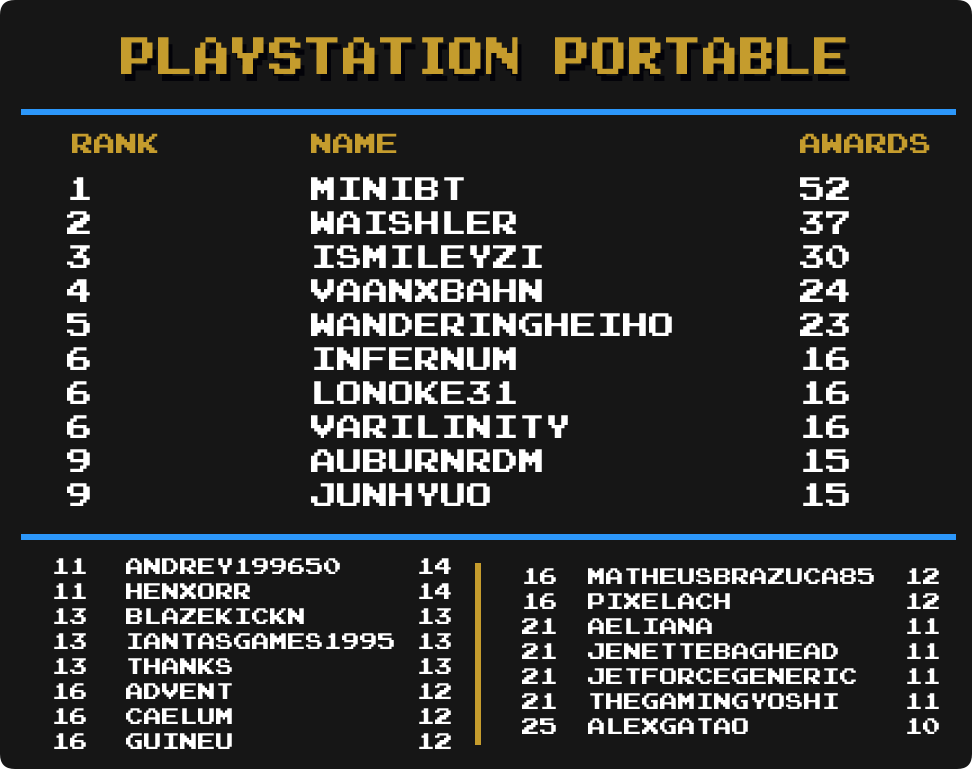 PLAYSTATION PORTABLE
RANK NAME AWARDS
1 MINIBT 52
2 WAISHLER 37
3 ISMILEYZI 30
4 VAANXBAHN 24
5 WANDERINGHEIHO 23
6 INFERNUM 16
6 LONOKE31 16
6 VARILINITY 16
9 AUBURNRDM 15
9 JUNHYUO 15
11 ANDREY199650 14
11 HENXORR 14
13 BLAZEKICKN 13
13 IANTASGAMES1995 13
13 THANKS 13
16 ADVENT 12
16 CAELUM 12
16 GUINEU 12
16 MATHEUSBRAZUCA85 12
16 PIXELACH 12
21 AELIANA 11
21 JENETTEBAGHEAD 11
21 JETFORCEGENERIC 11
21 THEGAMINGYOSHI 11
25 ALEXGATAO 10